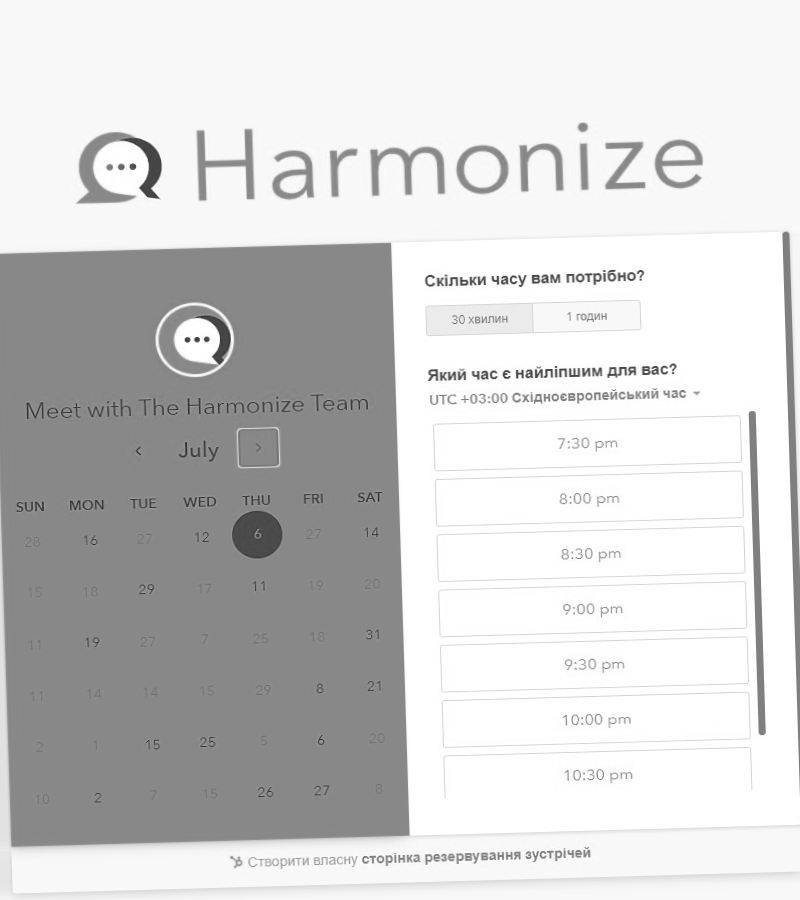 Harmonize
Meet with The Harmonize Team
July
SUN MON TUE WED THU FRI SAT
28 16 27 12 6 27 14
15 18 29 17 11 19 20
11 19 27 7 25 18 31
11 14 14 15 29 8 21
2 1 15 25 5 6 20
10 2 7 15 26 27 8
Скільки часу вам потрібно?
30 хвилин 1 годин
Який час є найліпшим для вас?
UTC +03:00 Східноєвропейський час
7:30 pm
8:00 pm
8:30 pm
9:00 pm
9:30 pm
10:00 pm
10:30 pm
Створити власну сторінка резервування зустрічей